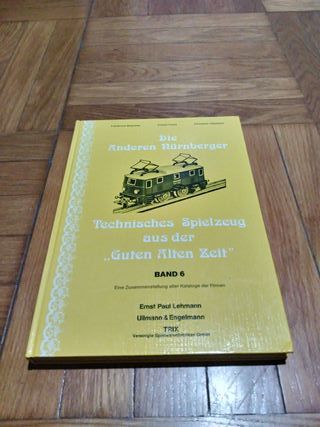 Die
Anderen Nürnberger
Technisches Spielzeug
aus der
„Guten Alten Zeit"
BAND 6
Eine Zusammenstellung alter Kataloge der Firmen
Ernst Paul Lehmann
Ullmann & Engelmann
TRIX
Vereinigte Spielwarenfabriken GmbH